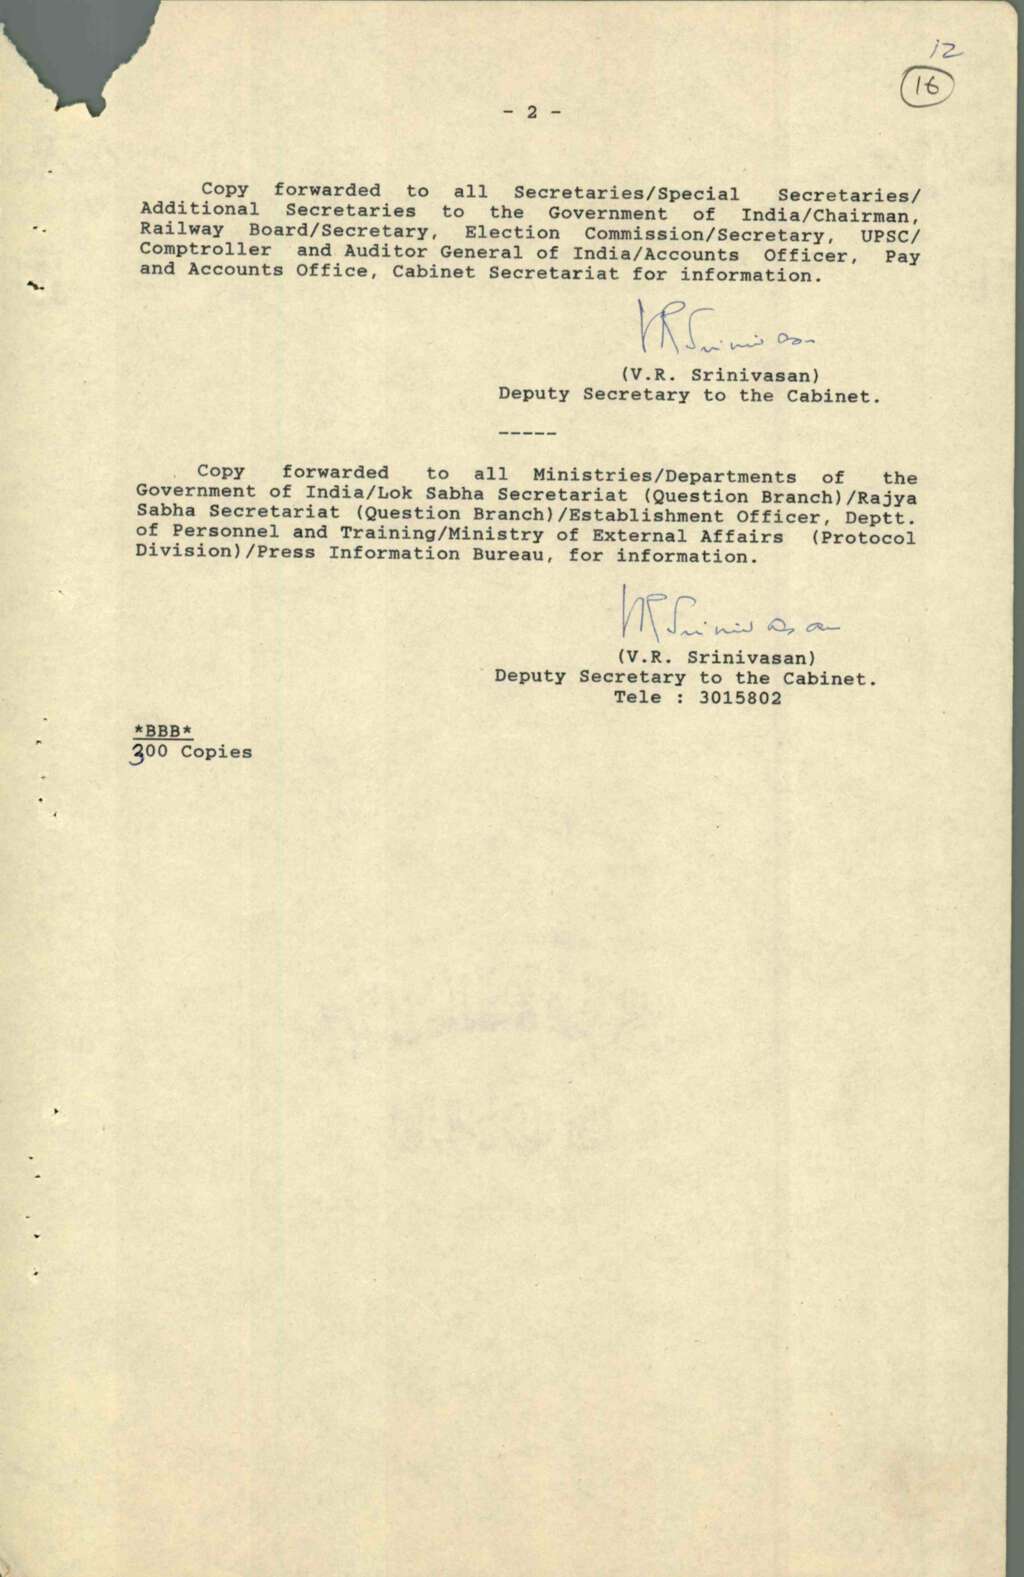 12
16
- 2 -
Copy forwarded to all Secretaries/Special Secretaries/
Additional Secretaries to the Government of India/Chairman,
Railway Board/Secretary, Election Commission/Secretary, UPSC/
Comptroller and Auditor General of India/Accounts Officer, Pay
and Accounts Office, Cabinet Secretariat for information.
VR Srinivasan
(V.R. Srinivasan)
Deputy Secretary to the Cabinet.
-----
Copy forwarded to all Ministries/Departments of the
Government of India/Lok Sabha Secretariat (Question Branch)/Rajya
Sabha Secretariat (Question Branch)/Establishment Officer, Deptt.
of Personnel and Training/Ministry of External Affairs (Protocol
Division)/Press Information Bureau, for information.
VR Srinivasan
(V.R. Srinivasan)
Deputy Secretary to the Cabinet.
Tele : 3015802
*BBB*
300 Copies